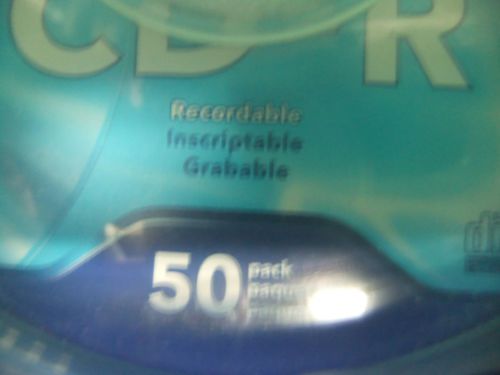 CD-R
Recordable
Inscriptable
Grabable
50 pack